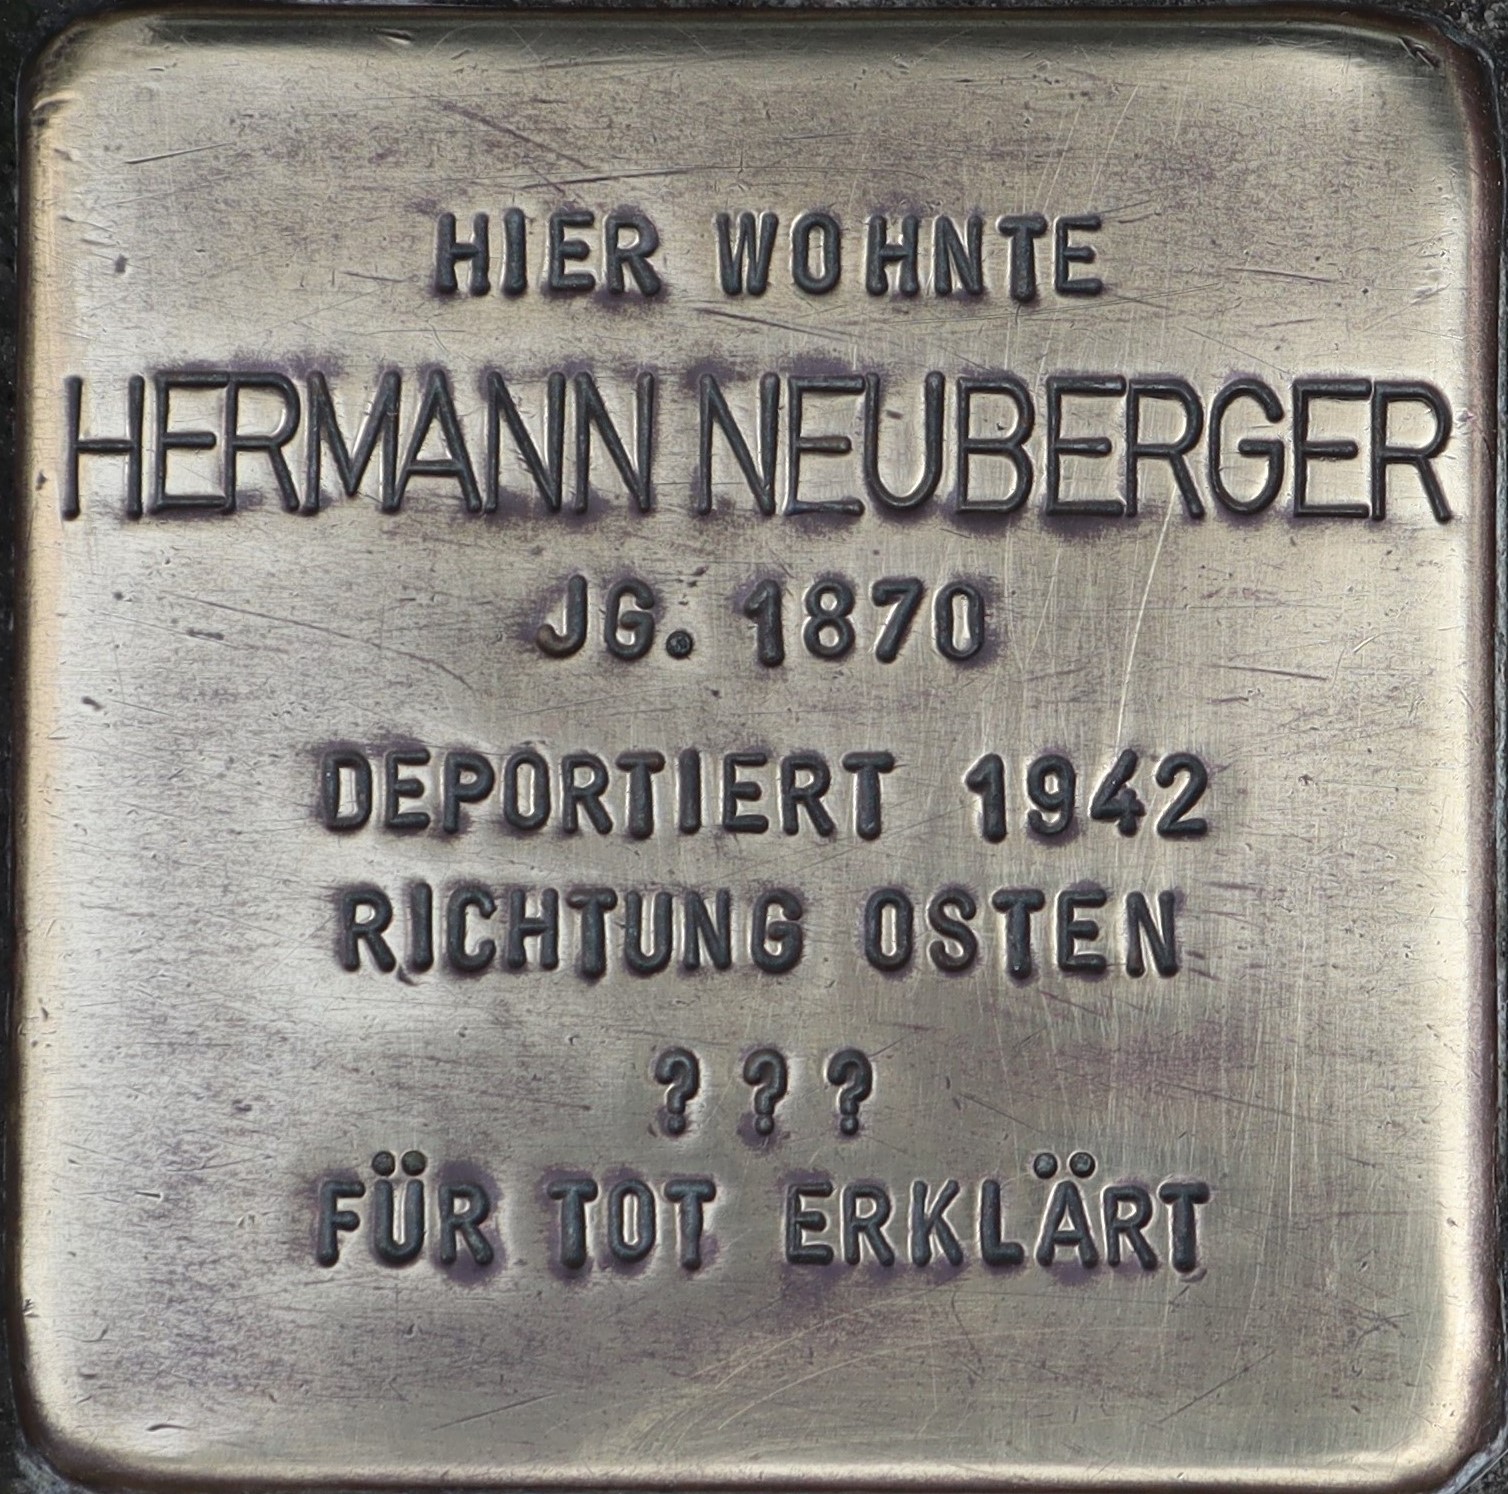 HIER WOHNTE
HERMANN NEUBERGER
JG. 1870
DEPORTIERT 1942
RICHTUNG OSTEN
? ? ?
FÜR TOT ERKLÄRT